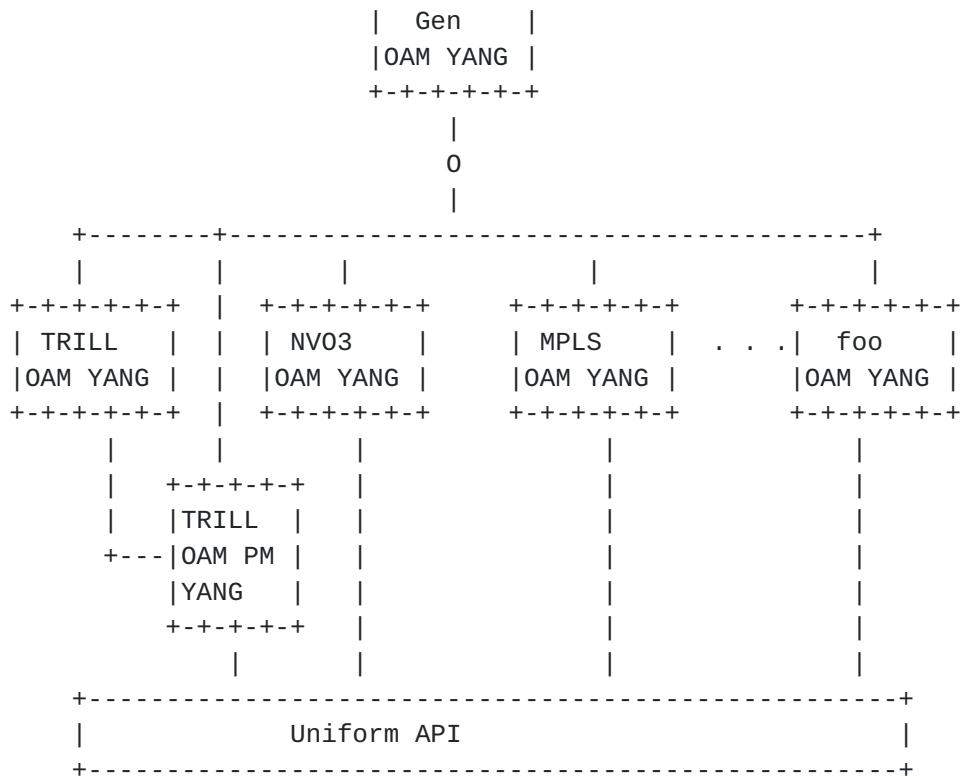 Gen
OAM YANG
O
TRILL NVO3 MPLS . . . foo
OAM YANG OAM YANG OAM YANG OAM YANG
TRILL
OAM PM
YANG
Uniform API